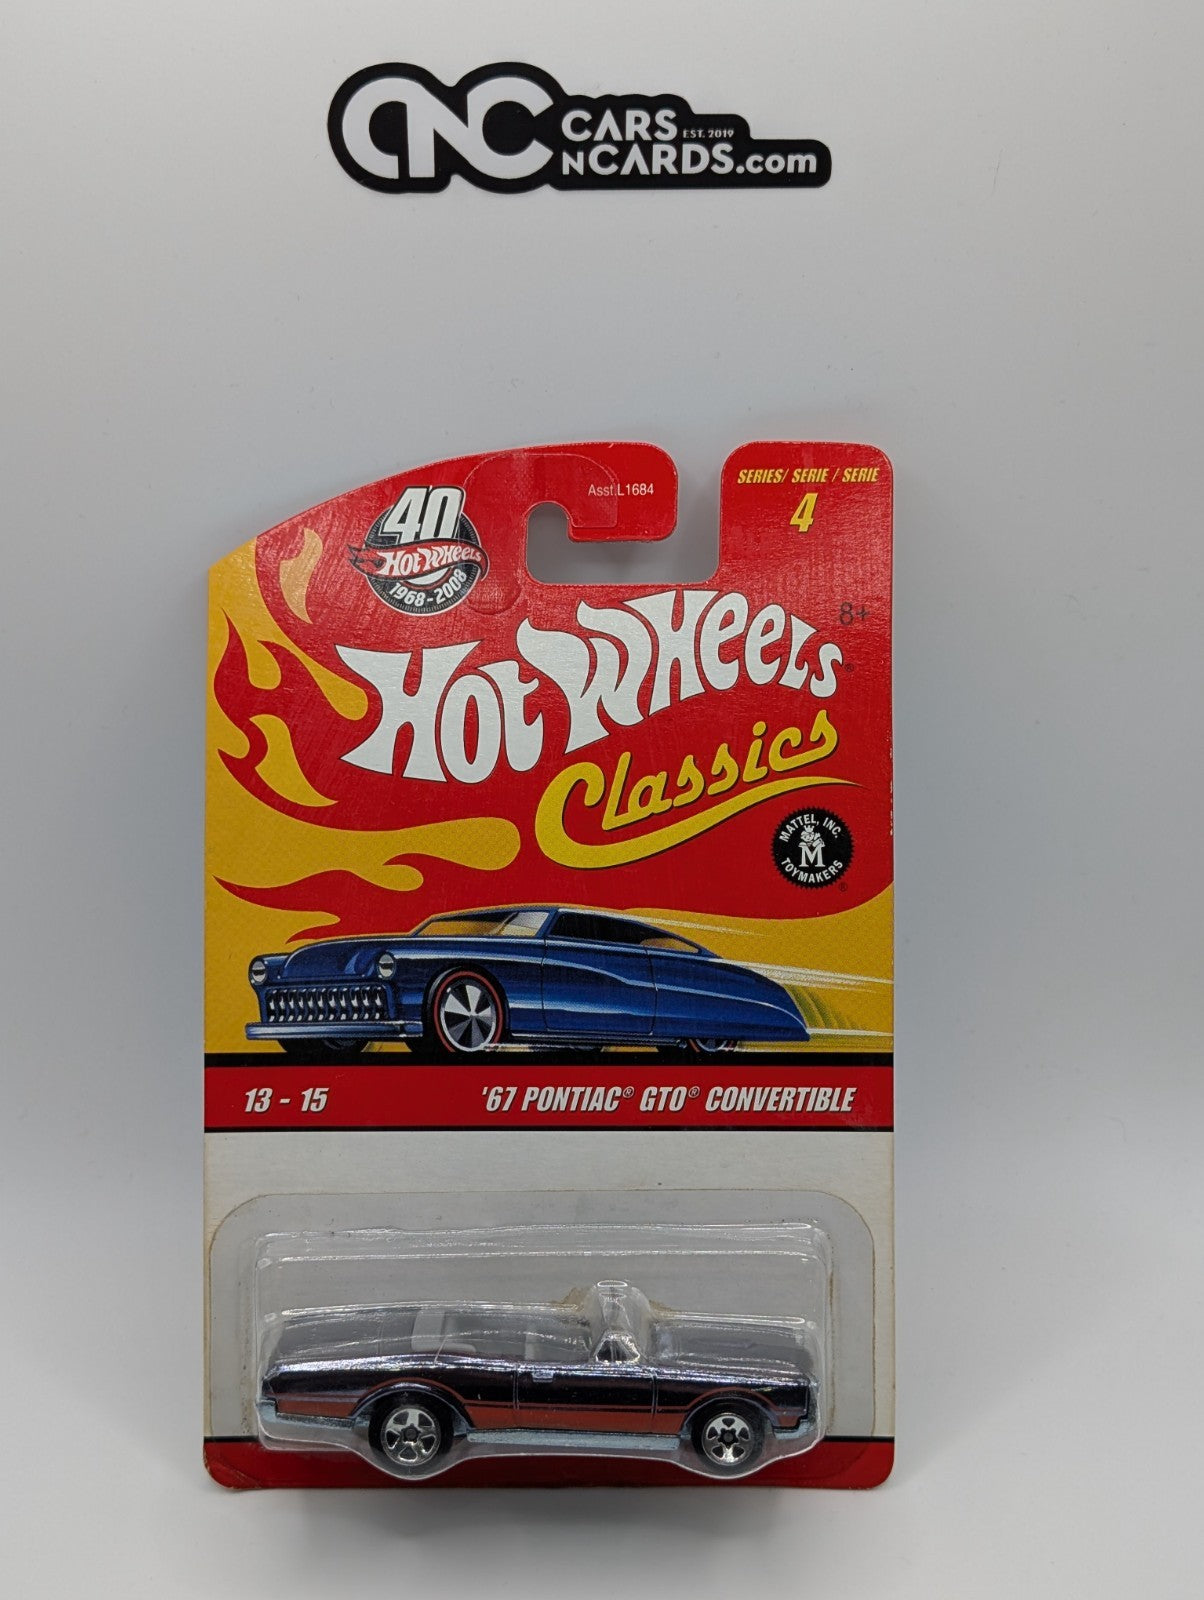 CNC CARS EST. 2019
NCARDS.com
Asst.L1684
SERIES/ SERIE / SERIE
4
40
HOT WHEELS
1968-2008
8+
HOT WHEELS®
Classics
MATTEL, INC.
M
TOYMAKERS
®
13 - 15 '67 PONTIAC® GTO® CONVERTIBLE